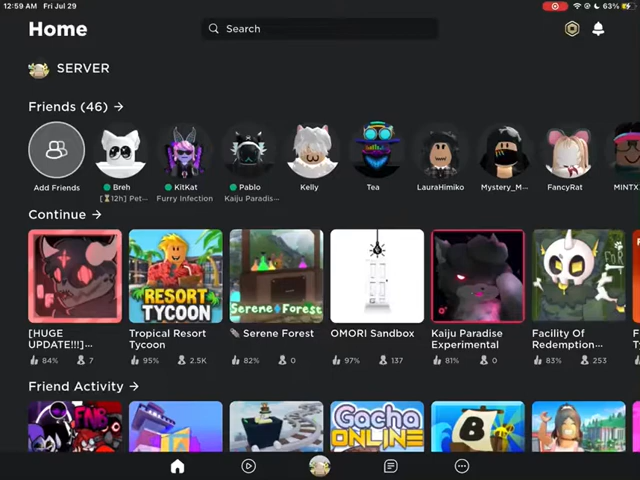 12:59 AM Fri Jul 29
63%
Home
Search
SERVER
Friends (46) →
Add Friends
Breh
KitKat
Pablo
Kelly
Tea
LauraHimiko
Mystery_M...
FancyRat
MINTX
[⌛12h] Pet-...
Furry Infection
Kaiju Paradis...
Continue →
RESORT
TYCOON
Serene Forest
[HUGE
UPDATE!!!]...
Tropical Resort
Tycoon
Serene Forest
OMORI Sandbox
Kaiju Paradise
Experimental
Facility Of
Redemption...
84% 7
95% 2.5K
82% 0
97% 137
81% 0
83% 253
Friend Activity →
Gacha
ONLINE
B